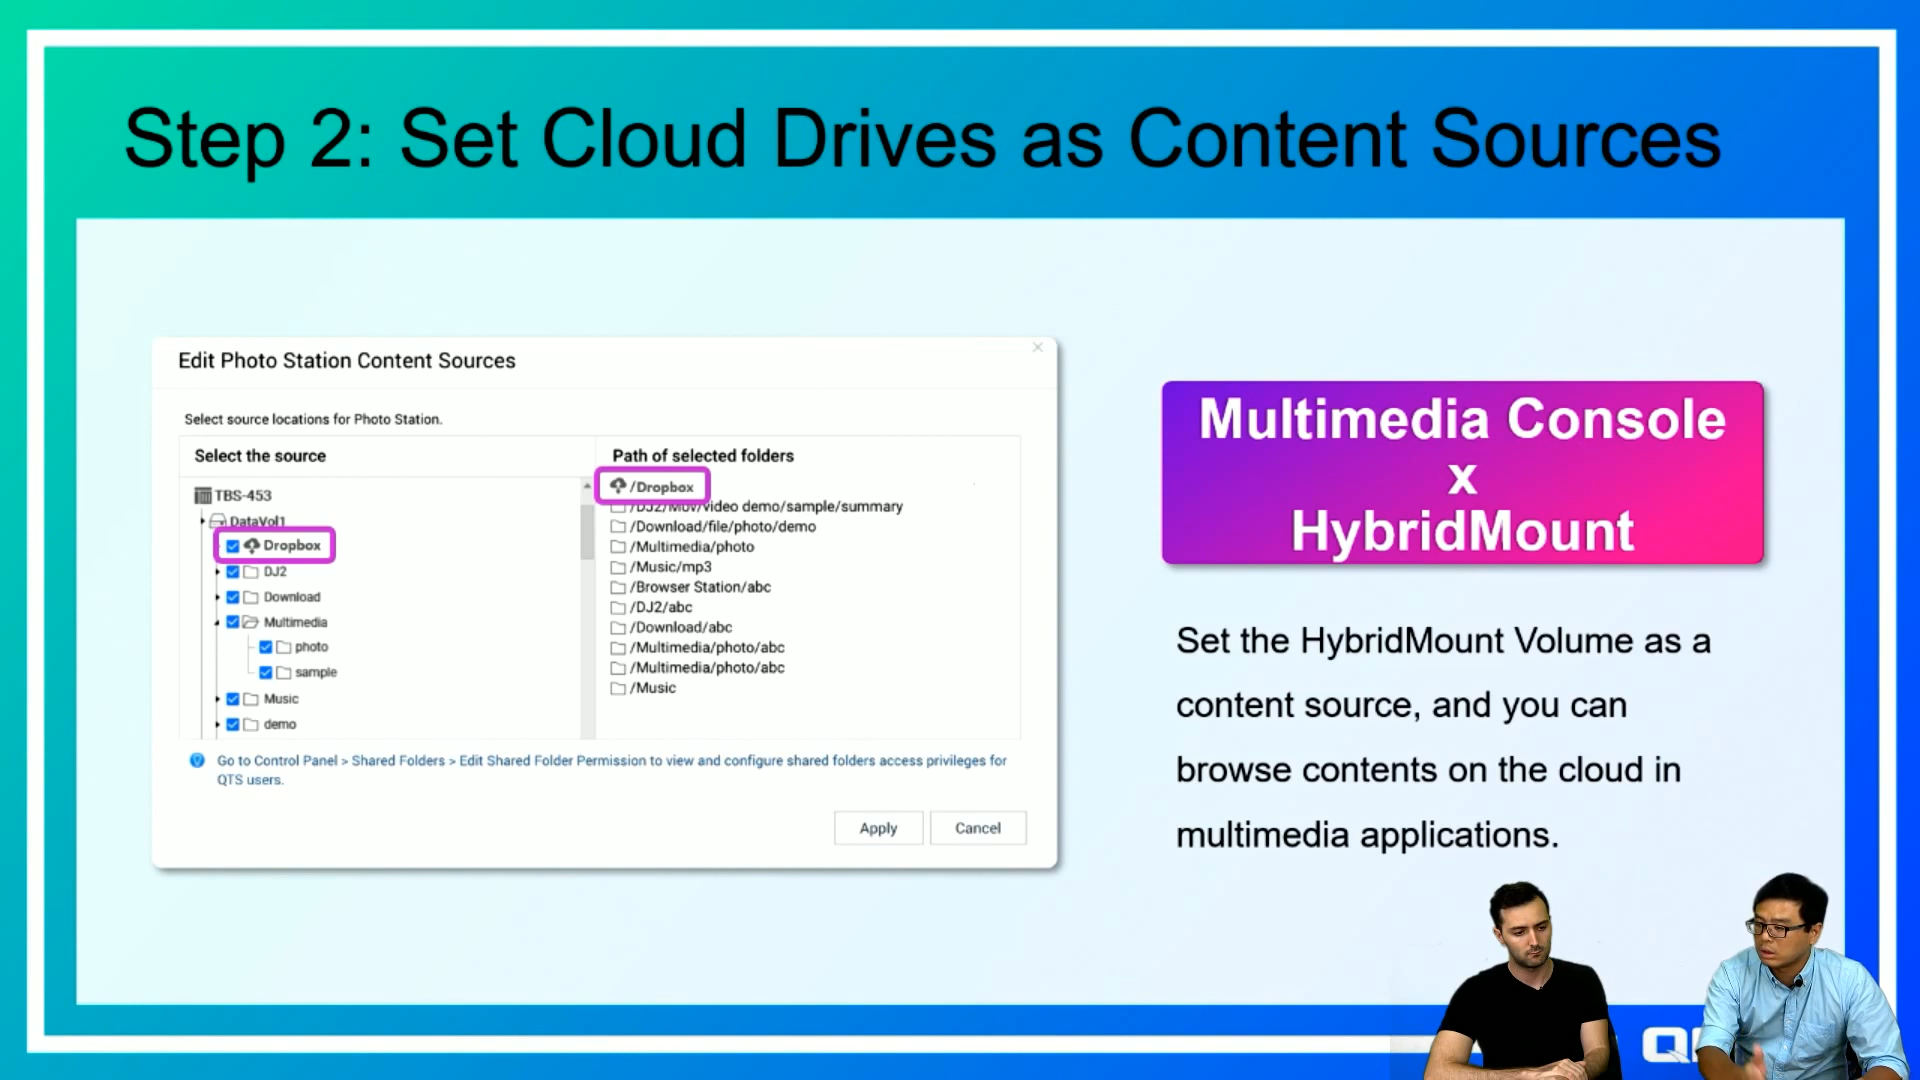 Step 2: Set Cloud Drives as Content Sources
Edit Photo Station Content Sources
Select source locations for Photo Station.
Select the source
TBS-453
DataVol1
Dropbox
DJ2
Download
Multimedia
photo
sample
Music
demo
Path of selected folders
/Dropbox
/DJ2/Mov/video demo/sample/summary
/Download/file/photo/demo
/Multimedia/photo
/Music/mp3
/Browser Station/abc
/DJ2/abc
/Download/abc
/Multimedia/photo/abc
/Multimedia/photo/abc
/Music
Go to Control Panel > Shared Folders > Edit Shared Folder Permission to view and configure shared folders access privileges for
QTS users.
Apply
Cancel
Multimedia Console
x
HybridMount
Set the HybridMount Volume as a
content source, and you can
browse contents on the cloud in
multimedia applications.